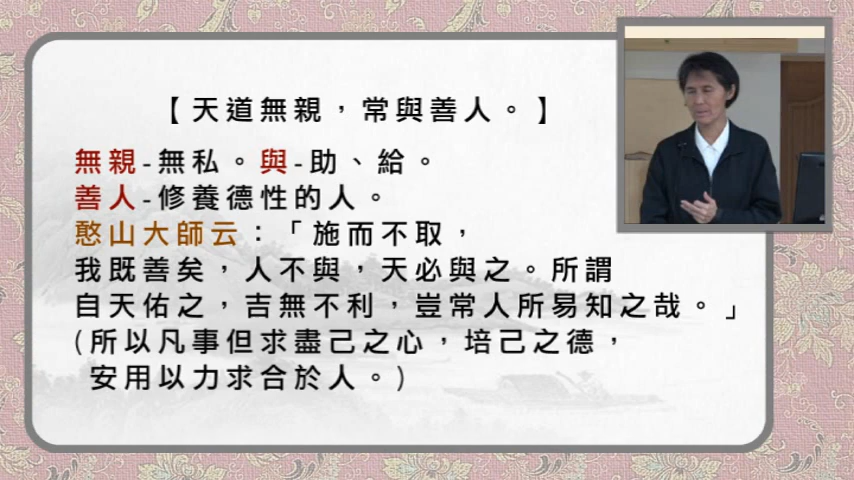 【天道無親，常與善人。】
無親-無私。與-助、給。
善人-修養德性的人。
憨山大師云：「施而不取，
我既善矣，人不與，天必與之。所謂
自天佑之，吉無不利，豈常人所易知之哉。」
(所以凡事但求盡己之心，培己之德，
安用以力求合於人。)